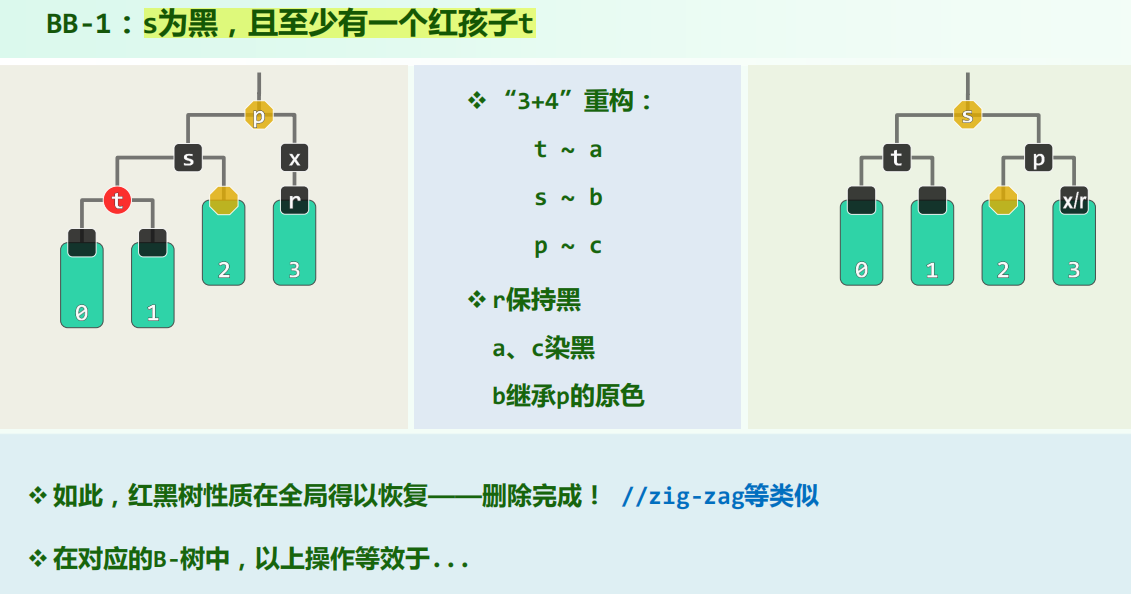 BB-1：s为黑，且至少有一个红孩子t
p
s
x
t
r
2
3
0
1
❖ “3+4”重构：
t ~ a
s ~ b
p ~ c
❖ r保持黑
a、c染黑
b继承p的原色
s
t
p
x/r
0
1
2
3
❖ 如此，红黑树性质在全局得以恢复——删除完成！ //zig-zag等类似
❖ 在对应的B-树中，以上操作等效于...